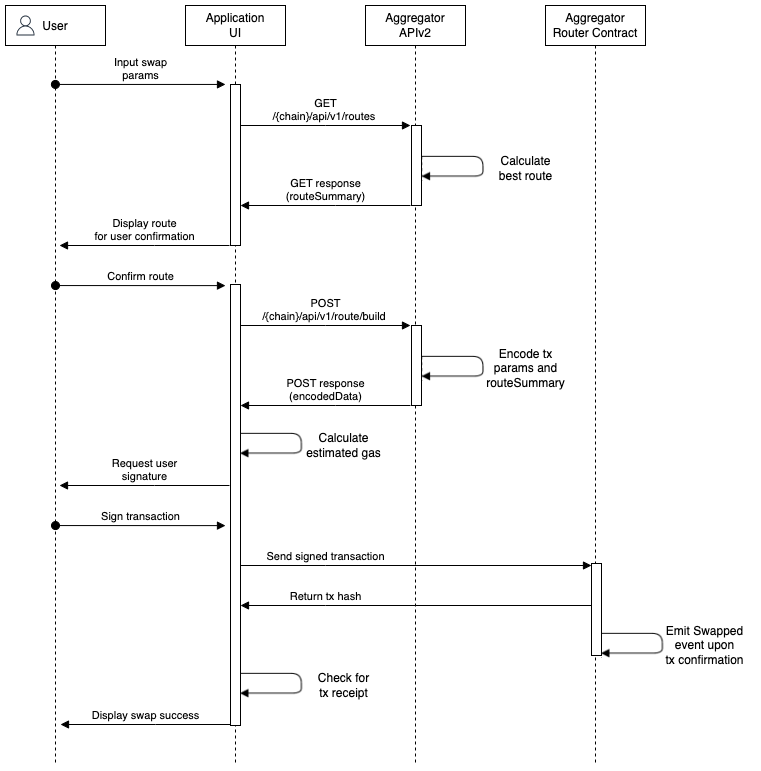 User
Application
UI
Aggregator
APIv2
Aggregator
Router Contract
Input swap
params
GET
/{chain}/api/v1/routes
Calculate
best route
GET response
(routeSummary)
Display route
for user confirmation
Confirm route
POST
/{chain}/api/v1/route/build
Encode tx
params and
routeSummary
POST response
(encodedData)
Calculate
estimated gas
Request user
signature
Sign transaction
Send signed transaction
Return tx hash
Emit Swapped
event upon
tx confirmation
Check for
tx receipt
Display swap success